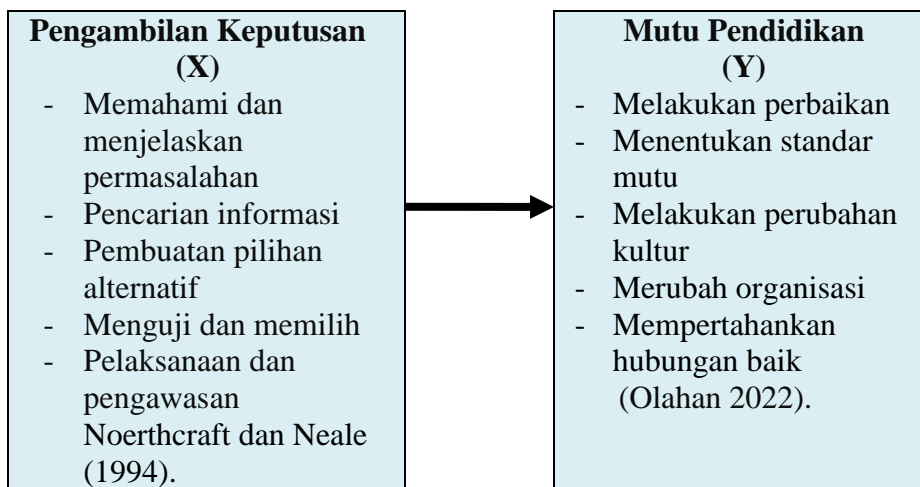 Pengambilan Keputusan
(X)
- Memahami dan
menjelaskan
permasalahan
- Pencarian informasi
- Pembuatan pilihan
alternatif
- Menguji dan memilih
- Pelaksanaan dan
pengawasan
Noerthcraft dan Neale
(1994).
Mutu Pendidikan
(Y)
- Melakukan perbaikan
- Menentukan standar
mutu
- Melakukan perubahan
kultur
- Merubah organisasi
- Mempertahankan
hubungan baik
(Olahan 2022).